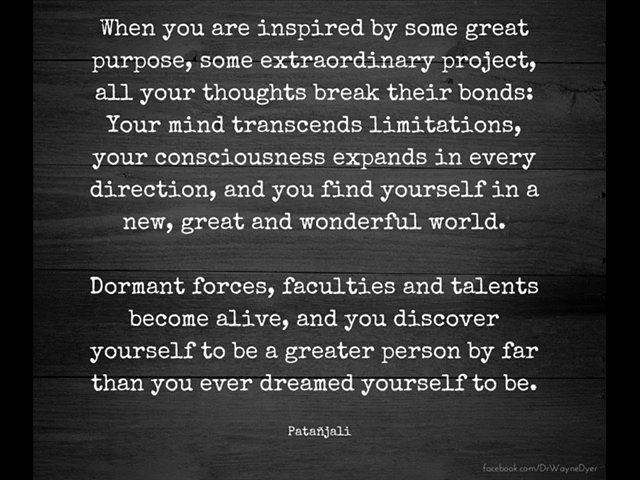 When you are inspired by some great
purpose, some extraordinary project,
all your thoughts break their bonds:
Your mind transcends limitations,
your consciousness expands in every
direction, and you find yourself in a
new, great and wonderful world.
Dormant forces, faculties and talents
become alive, and you discover
yourself to be a greater person by far
than you ever dreamed yourself to be.
Patañjali
facebook.com/DrWayneDyer